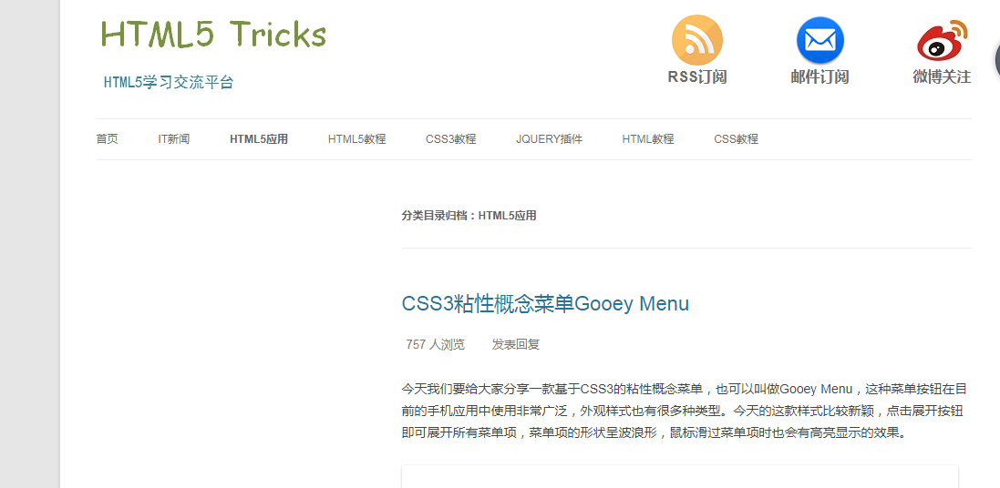 HTML5 Tricks
HTML5学习交流平台
RSS订阅 邮件订阅 微博关注
首页 IT新闻 HTML5应用 HTML5教程 CSS3教程 JQUERY插件 HTML教程 CSS教程
分类目录归档：HTML5应用
CSS3粘性概念菜单Gooey Menu
757 人浏览 发表回复
今天我们要给大家分享一款基于CSS3的粘性概念菜单，也可以叫做Gooey Menu，这种菜单按钮在目
前的手机应用中使用非常广泛，外观样式也有很多种类型。今天的这款样式比较新颖，点击展开按钮
即可展开所有菜单项，菜单项的形状呈波浪形，鼠标滑过菜单项时也会有高亮显示的效果。